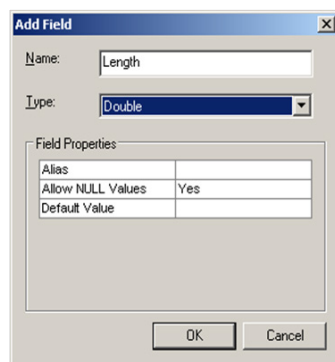 Add Field
Name: Length
Type: Double
Field Properties
Alias
Allow NULL Values Yes
Default Value
OK Cancel